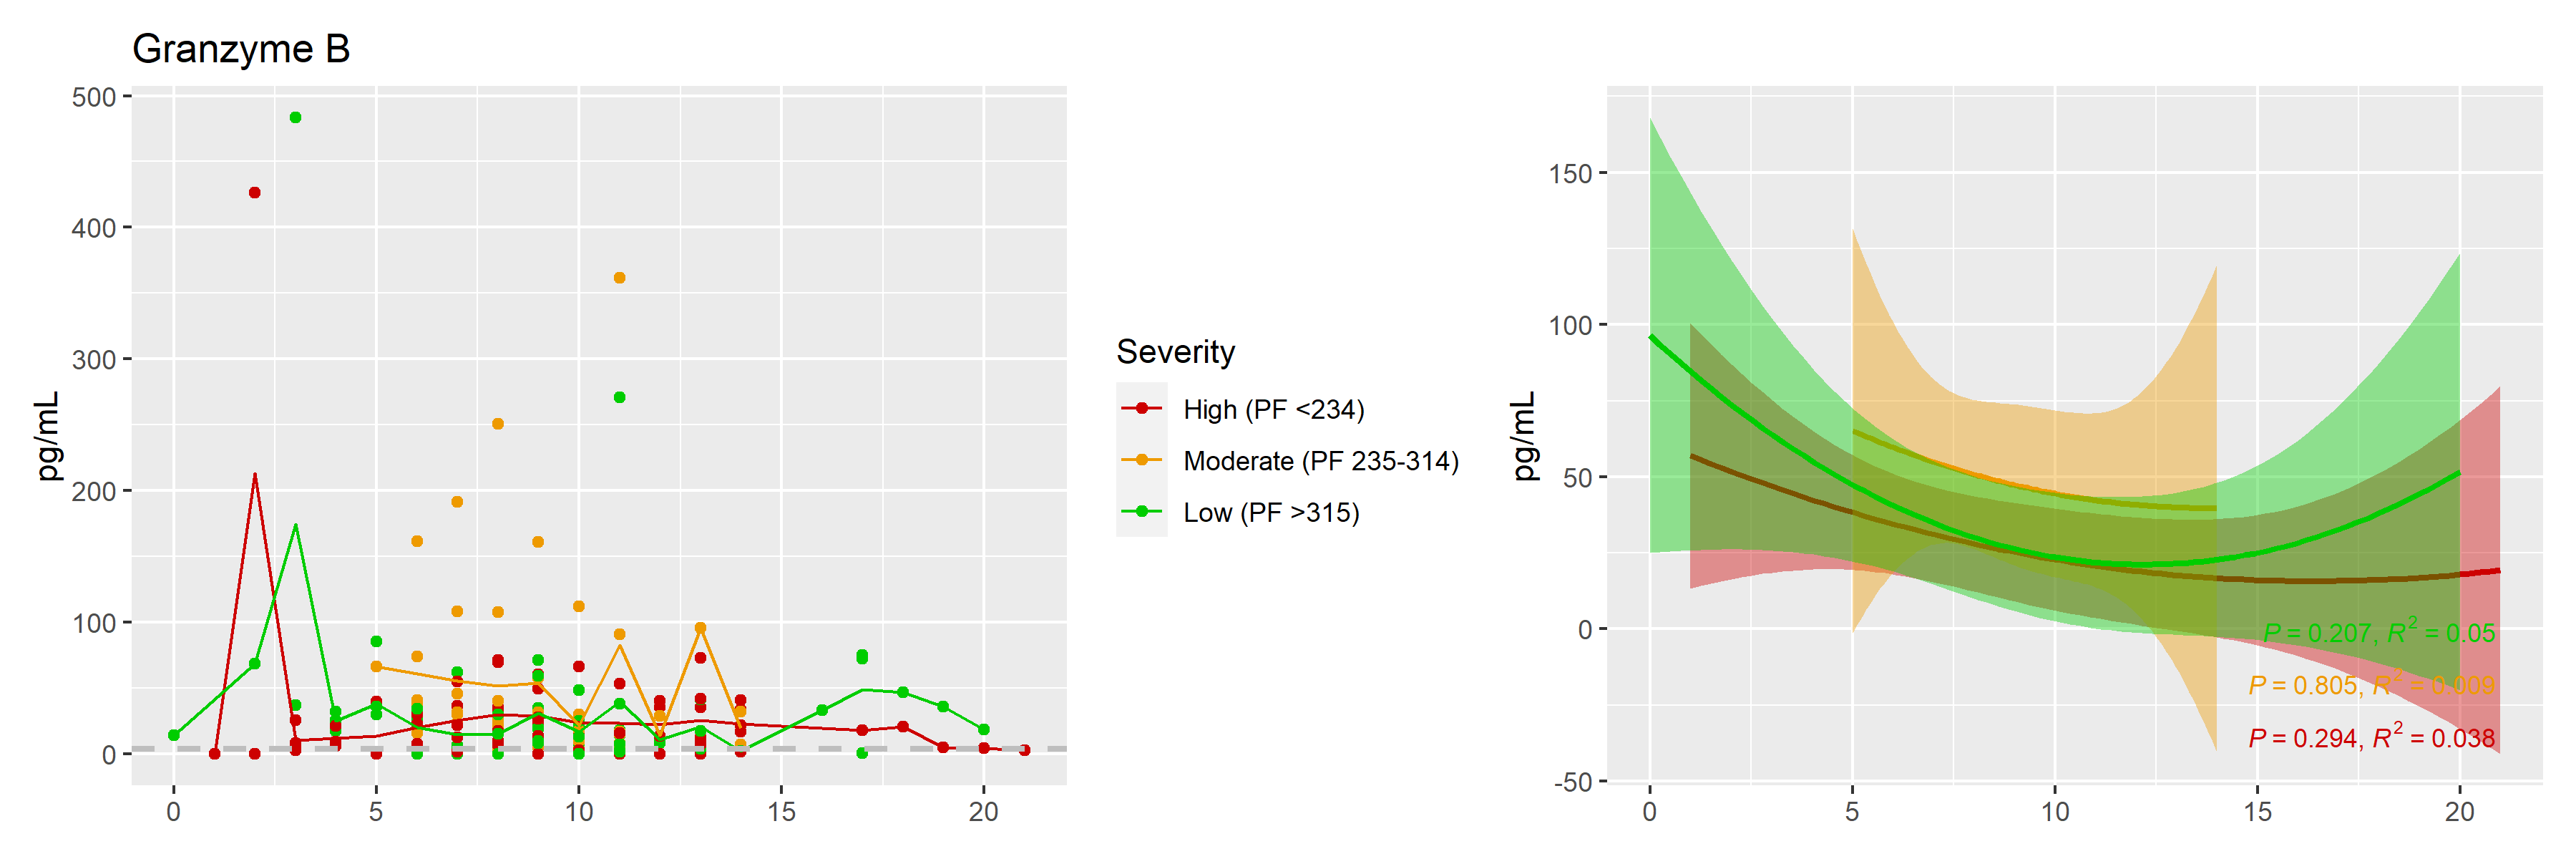 Granzyme B
500
400
300
200
100
0
pg/mL
0 5 10 15 20
Severity
High (PF <234)
Moderate (PF 235-314)
Low (PF >315)
150
100
50
0
-50
pg/mL
P = 0.207, R² = 0.05
P = 0.805, R² = 0.009
P = 0.294, R² = 0.038
0 5 10 15 20